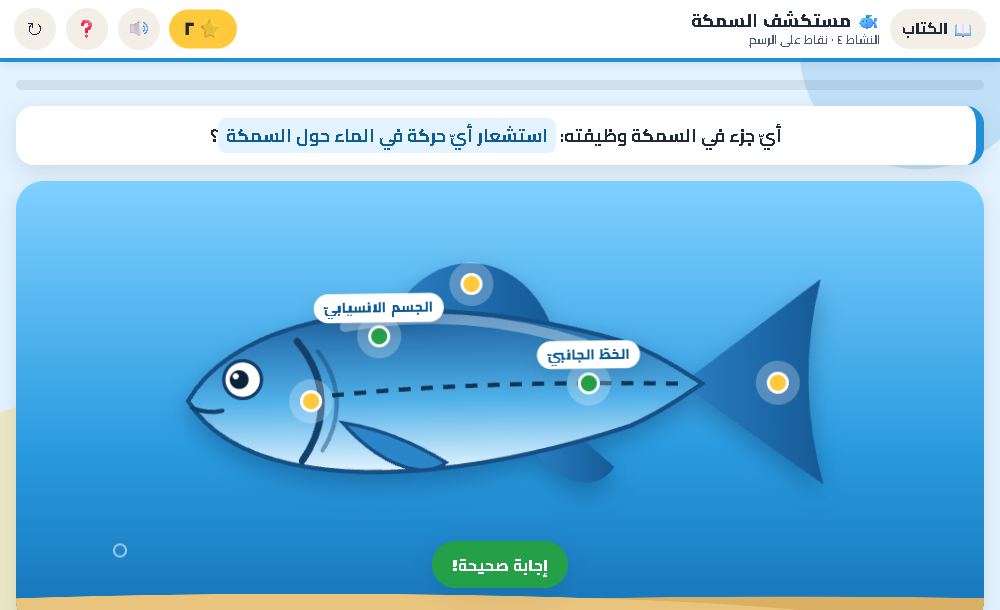 الكتاب
مستكشف السمكة
النشاط ٤ · نقاط على الرسم
٢
?
أيّ جزء في السمكة وظيفته: استشعار أيّ حركة في الماء حول السمكة؟
الجسم الانسيابيّ
الخطّ الجانبيّ
إجابة صحيحة!